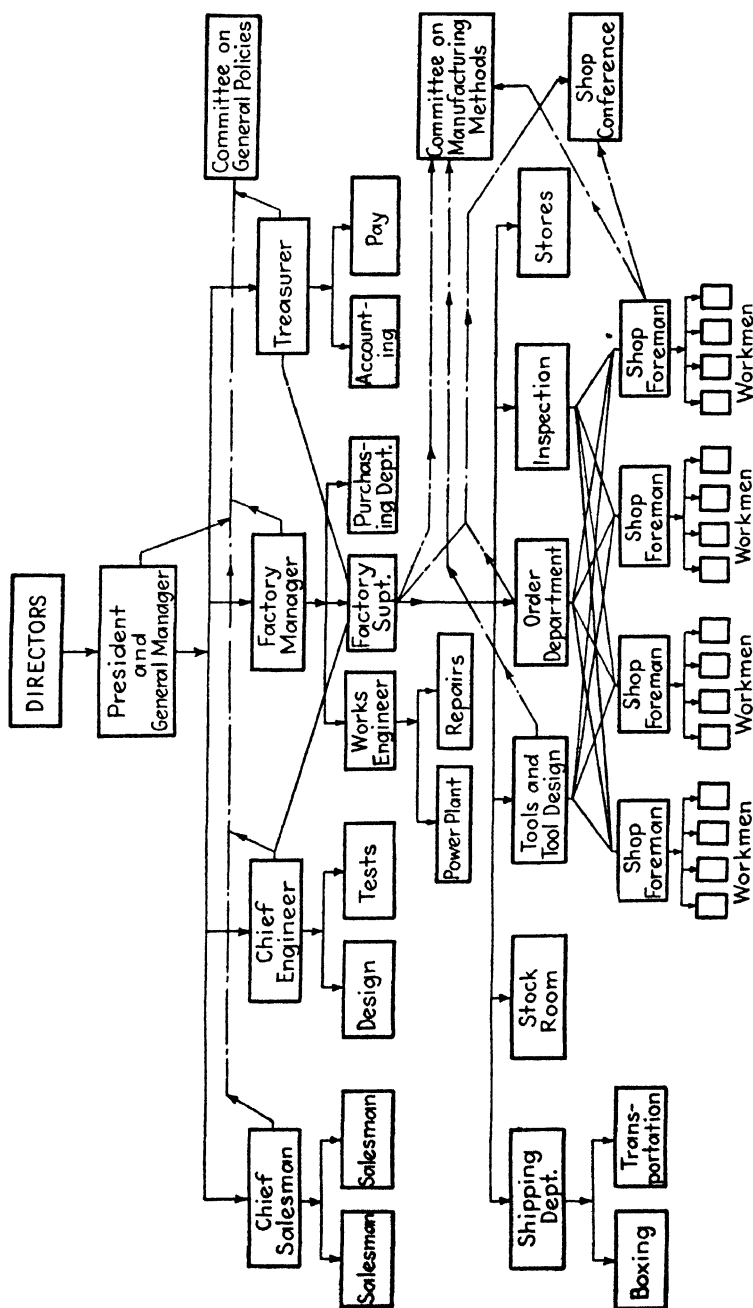 DIRECTORS
President
and
General Manager
Committee on
General Policies
Chief
Salesman
Chief
Engineer
Factory
Manager
Treasurer
Salesman
Salesman
Design
Tests
Works
Engineer
Factory
Supt.
Purchas-
ing Dept.
Account-
ing
Pay
Power Plant
Repairs
Committee on
Manufacturing
Methods
Shipping
Dept.
Stock
Room
Tools and
Tool Design
Order
Department
Inspection
Stores
Shop
Conference
Boxing
Trans-
portation
Shop
Foreman
Shop
Foreman
Shop
Foreman
Shop
Foreman
Workmen
Workmen
Workmen
Workmen